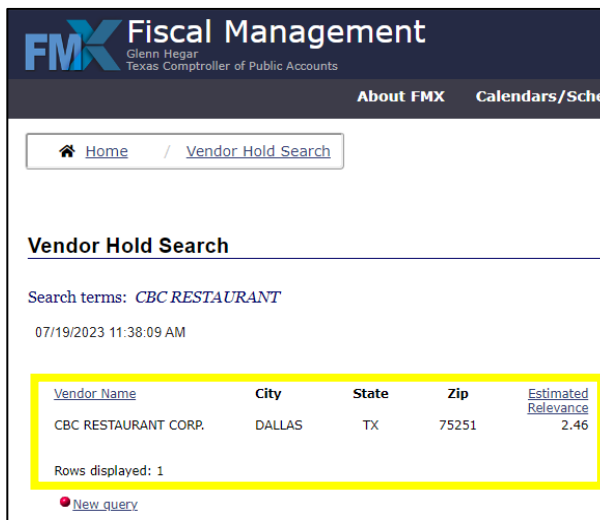 FMX Fiscal Management
Glenn Hegar
Texas Comptroller of Public Accounts
About FMX Calendars/Sche
Home / Vendor Hold Search
Vendor Hold Search
Search terms: CBC RESTAURANT
07/19/2023 11:38:09 AM
Vendor Name City State Zip Estimated
Relevance
CBC RESTAURANT CORP. DALLAS TX 75251 2.46
Rows displayed: 1
New query